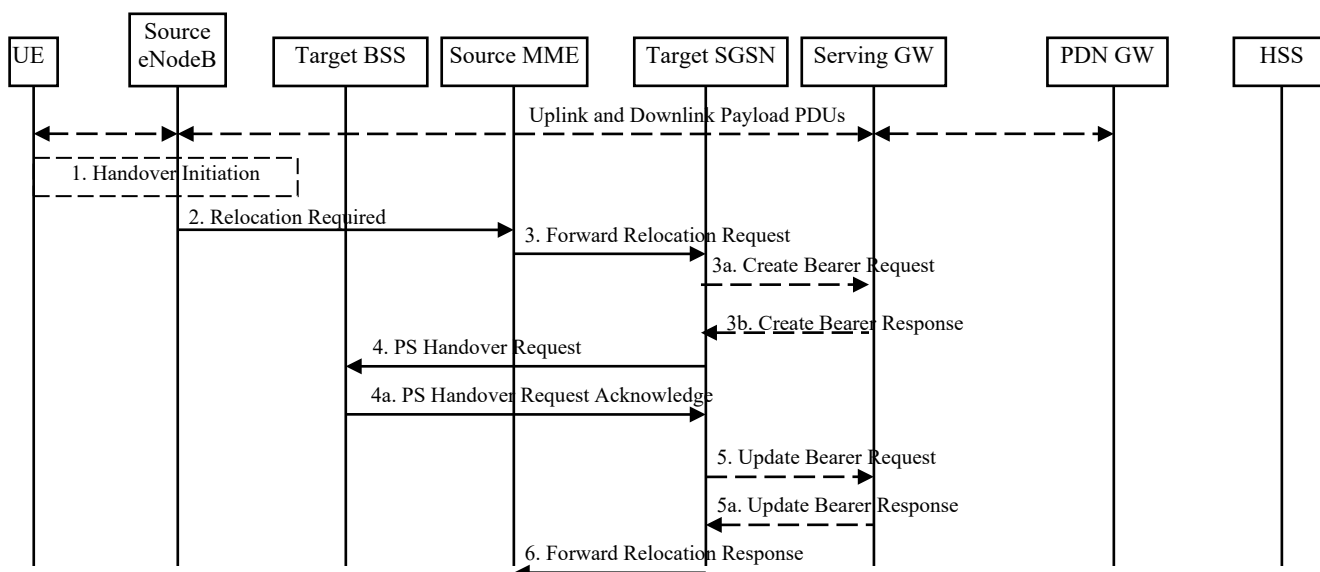 Source
eNodeB
UE
Target BSS
Source MME
Target SGSN
Serving GW
PDN GW
HSS
Uplink and Downlink Payload PDUs
1. Handover Initiation
2. Relocation Required
3. Forward Relocation Request
3a. Create Bearer Request
3b. Create Bearer Response
4. PS Handover Request
4a. PS Handover Request Acknowledge
5. Update Bearer Request
5a. Update Bearer Response
6. Forward Relocation Response